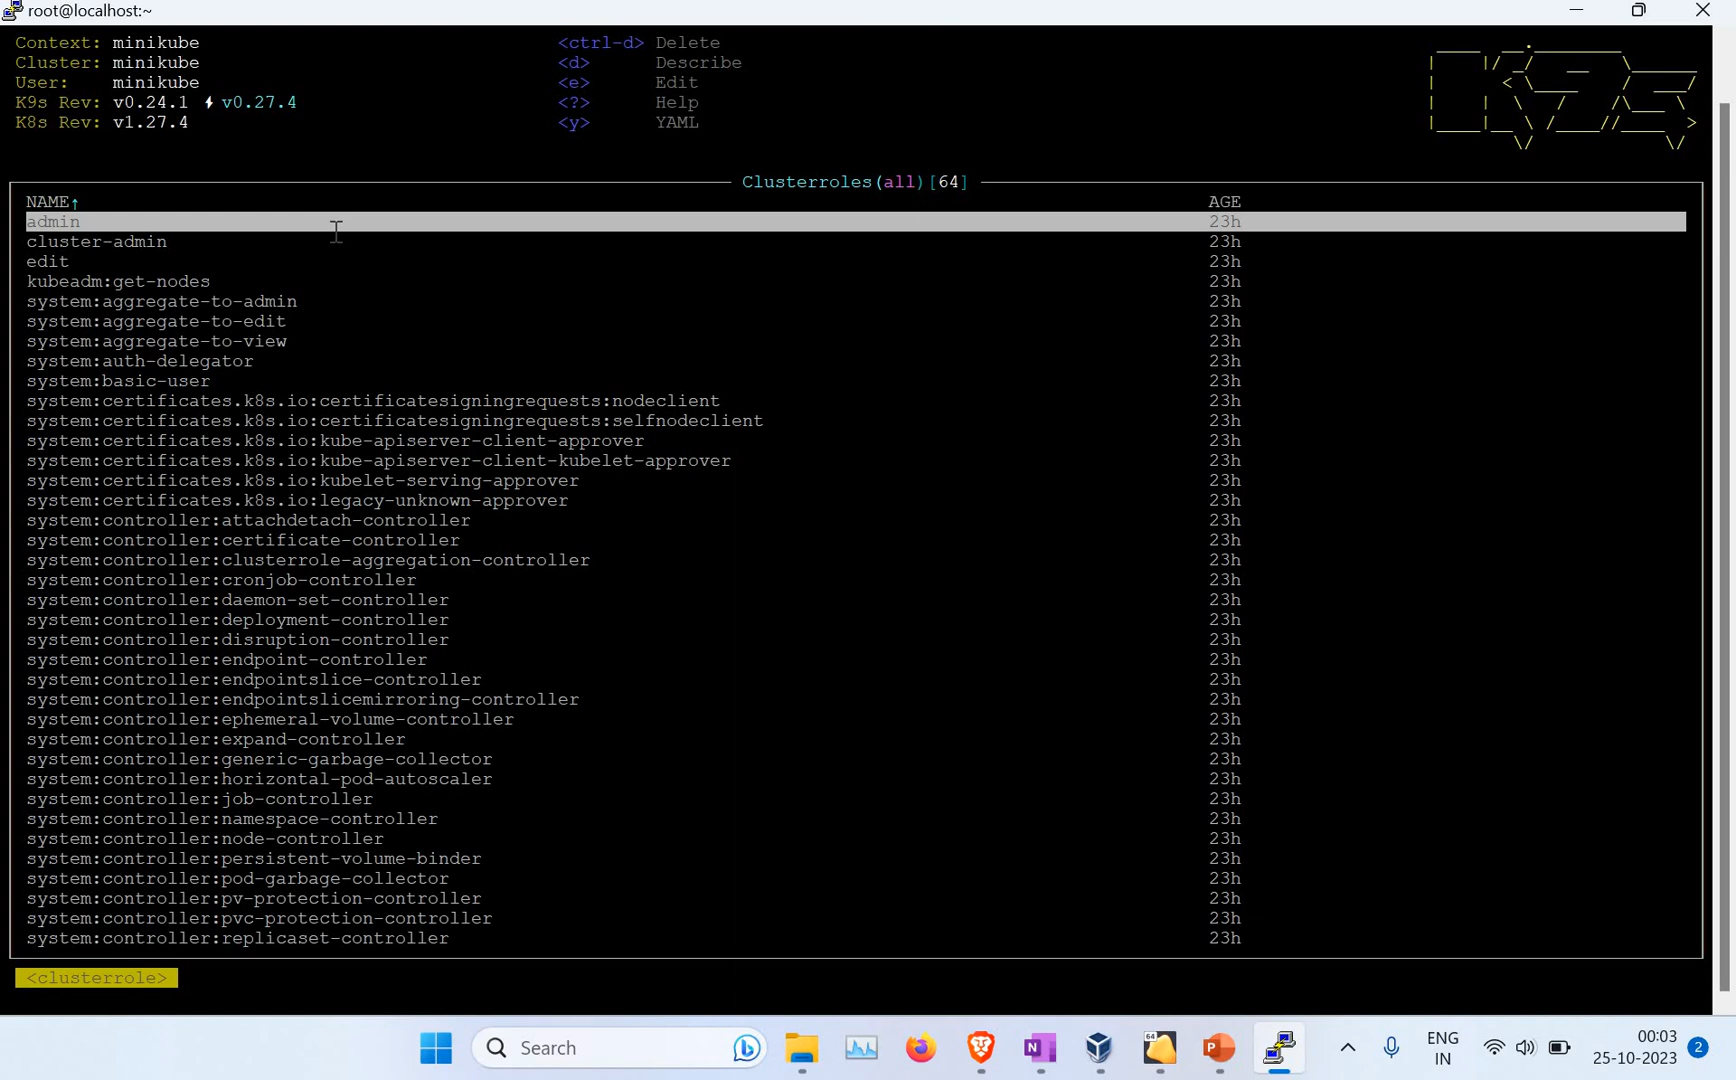 root@localhost:~
Context: minikube <ctrl-d> Delete
Cluster: minikube <d> Describe
User: minikube <e> Edit
K9s Rev: v0.24.1 ⚡v0.27.4 <?> Help
K8s Rev: v1.27.4 <y> YAML
Clusterroles(all)[64]
NAME↑ AGE
admin 23h
cluster-admin 23h
edit 23h
kubeadm:get-nodes 23h
system:aggregate-to-admin 23h
system:aggregate-to-edit 23h
system:aggregate-to-view 23h
system:auth-delegator 23h
system:basic-user 23h
system:certificates.k8s.io:certificatesigningrequests:nodeclient 23h
system:certificates.k8s.io:certificatesigningrequests:selfnodeclient 23h
system:certificates.k8s.io:kube-apiserver-client-approver 23h
system:certificates.k8s.io:kube-apiserver-client-kubelet-approver 23h
system:certificates.k8s.io:kubelet-serving-approver 23h
system:certificates.k8s.io:legacy-unknown-approver 23h
system:controller:attachdetach-controller 23h
system:controller:certificate-controller 23h
system:controller:clusterrole-aggregation-controller 23h
system:controller:cronjob-controller 23h
system:controller:daemon-set-controller 23h
system:controller:deployment-controller 23h
system:controller:disruption-controller 23h
system:controller:endpoint-controller 23h
system:controller:endpointslice-controller 23h
system:controller:endpointslicemirroring-controller 23h
system:controller:ephemeral-volume-controller 23h
system:controller:expand-controller 23h
system:controller:generic-garbage-collector 23h
system:controller:horizontal-pod-autoscaler 23h
system:controller:job-controller 23h
system:controller:namespace-controller 23h
system:controller:node-controller 23h
system:controller:persistent-volume-binder 23h
system:controller:pod-garbage-collector 23h
system:controller:pv-protection-controller 23h
system:controller:pvc-protection-controller 23h
system:controller:replicaset-controller 23h
<clusterrole>
Search
64
ENG
IN
00:03
25-10-2023
2